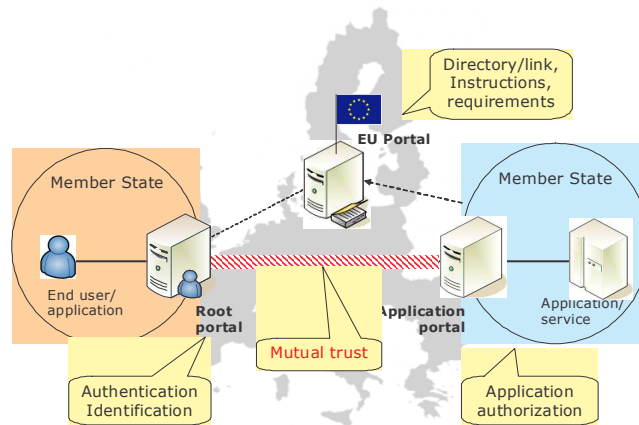 Directory/link,
Instructions,
requirements
EU Portal
Member State
Member State
End user/
application
Root
portal
Application
portal
Application/
service
Mutual trust
Authentication
Identification
Application
authorization